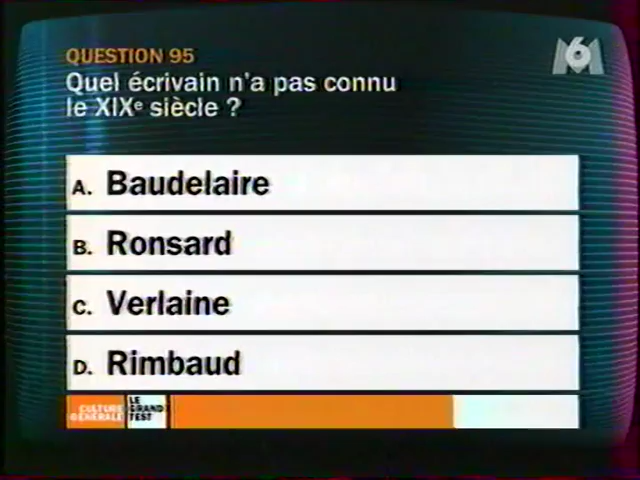 QUESTION 95
Quel écrivain n'a pas connu
le XIXe siècle ?
M6
A. Baudelaire
B. Ronsard
C. Verlaine
D. Rimbaud
CULTURE
GÉNÉRALE
LE
GRAND
TEST